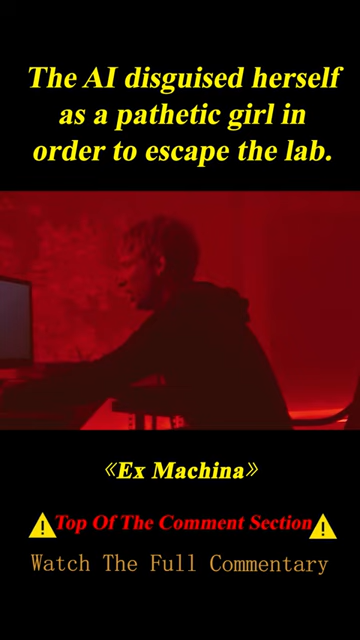 The AI disguised herself
as a pathetic girl in
order to escape the lab.
《Ex Machina》
Top Of The Comment Section
Watch The Full Commentary